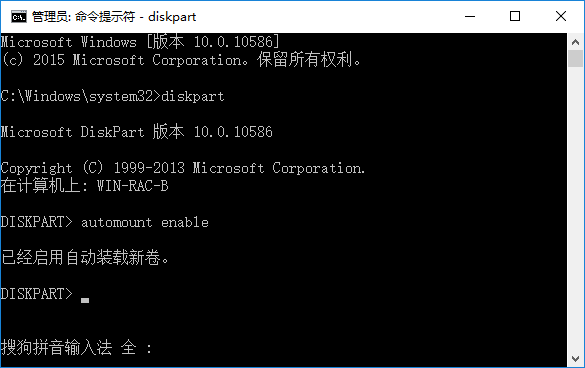 管理员: 命令提示符 - diskpart
Microsoft Windows [版本 10.0.10586]
(c) 2015 Microsoft Corporation。保留所有权利。
C:\Windows\system32>diskpart
Microsoft DiskPart 版本 10.0.10586
Copyright (C) 1999-2013 Microsoft Corporation.
在计算机上: WIN-RAC-B
DISKPART> automount enable
已经启用自动装载新卷。
DISKPART>
搜狗拼音输入法 全 :